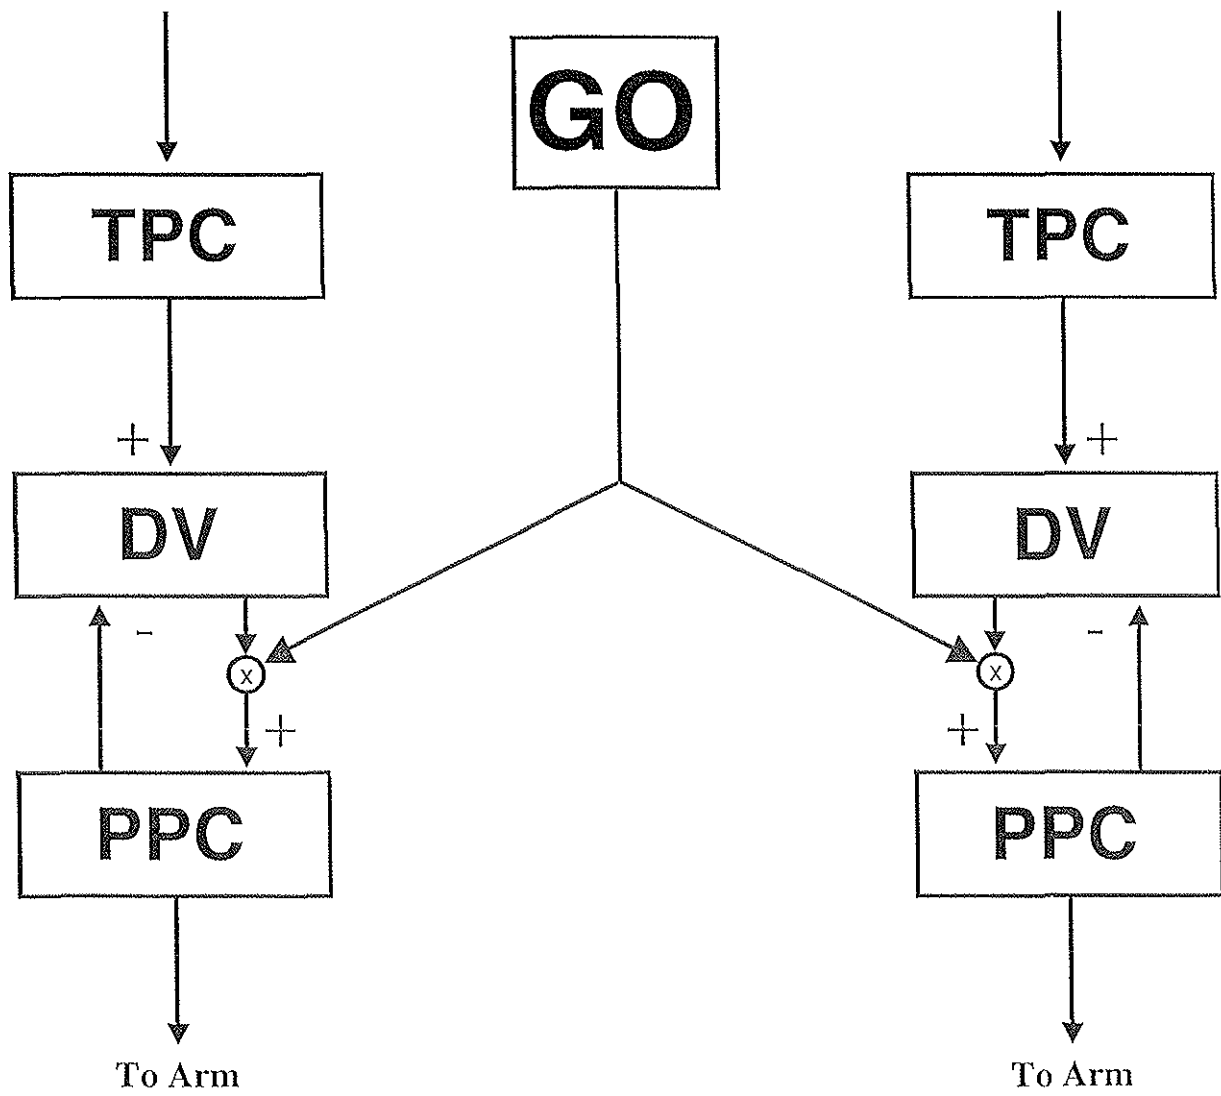 GO
TPC
TPC
+
+
DV
DV
-
-
X
X
+
+
PPC
PPC
To Arm
To Arm